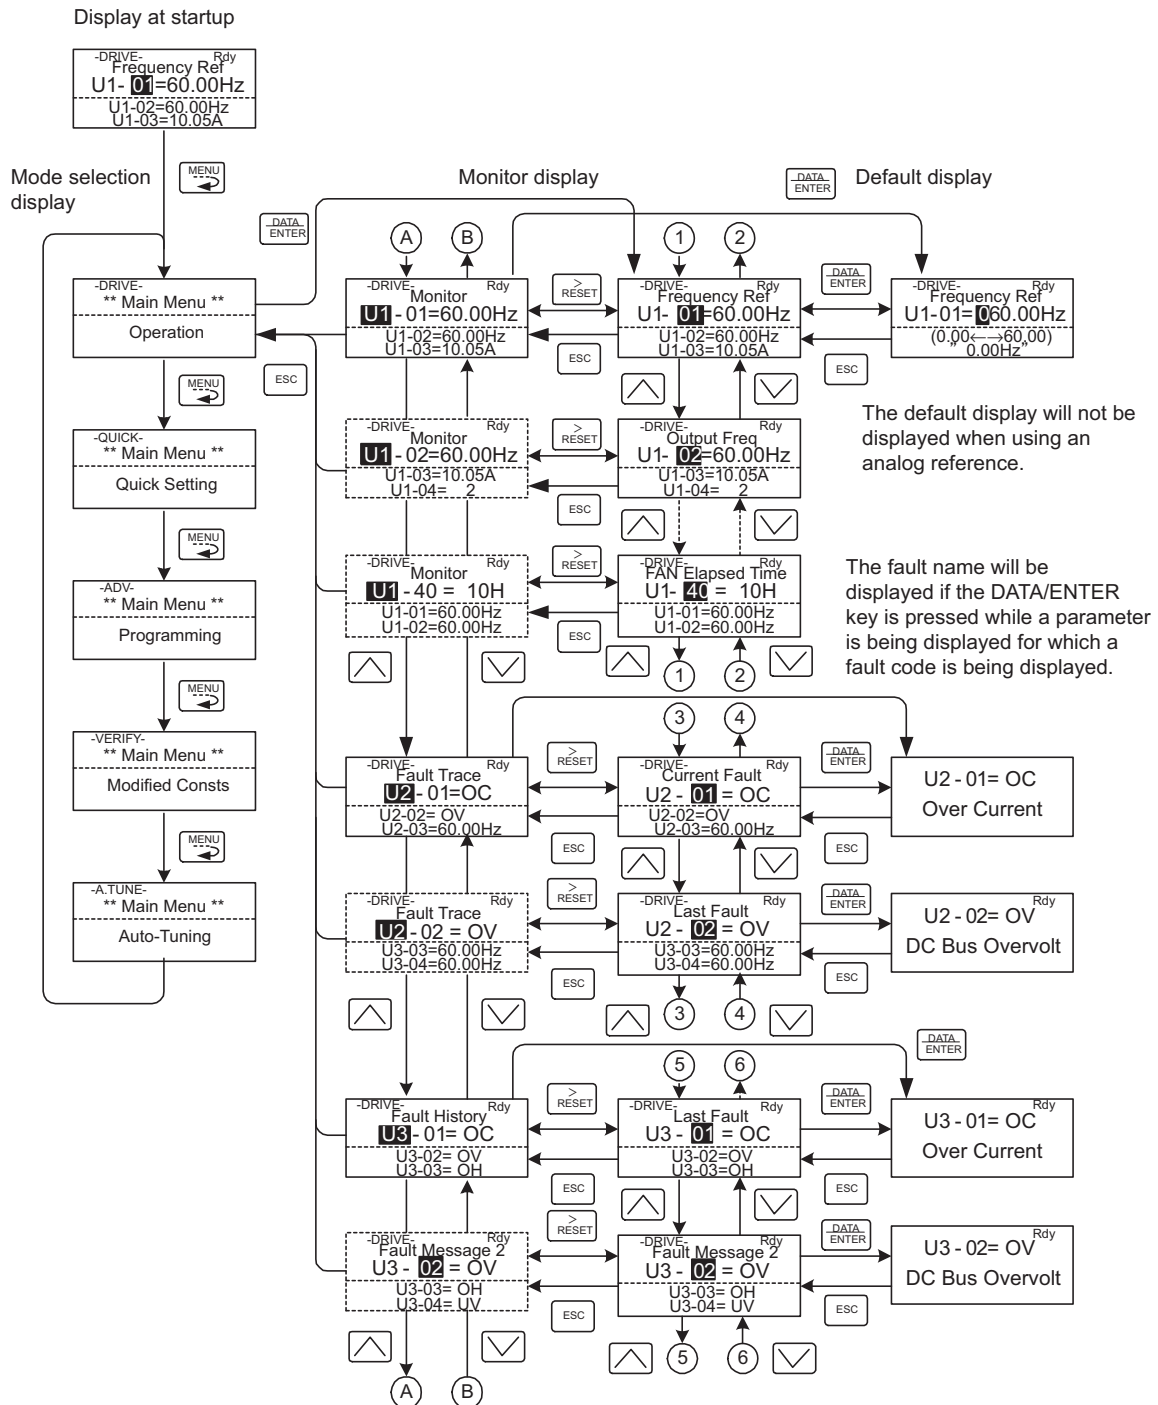 Display at startup
-DRIVE- Rdy
Frequency Ref
U1- 01=60.00Hz
U1-02=60.00Hz
U1-03=10.05A
MENU
Mode selection
display
Monitor display
DATA
ENTER
Default display
DATA
ENTER
A
B
1
2
-DRIVE-
** Main Menu **
Operation
-DRIVE- Rdy
Monitor
U1 - 01=60.00Hz
U1-02=60.00Hz
U1-03=10.05A
>
RESET
ESC
-DRIVE- Rdy
Frequency Ref
U1- 01=60.00Hz
U1-02=60.00Hz
U1-03=10.05A
DATA
ENTER
ESC
-DRIVE- Rdy
Frequency Ref
U1-01= 060.00Hz
(0.00←→60.00)
" 0.00Hz"
ESC
MENU
The default display will not be
displayed when using an
analog reference.
-QUICK-
** Main Menu **
Quick Setting
-DRIVE- Rdy
Monitor
U1 - 02=60.00Hz
U1-03=10.05A
U1-04= 2
>
RESET
ESC
-DRIVE- Rdy
Output Freq
U1- 02=60.00Hz
U1-03=10.05A
U1-04= 2
MENU
-ADV-
** Main Menu **
Programming
-DRIVE- Rdy
Monitor
U1 - 40 = 10H
U1-01=60.00Hz
U1-02=60.00Hz
>
RESET
ESC
-DRIVE- Rdy
FAN Elapsed Time
U1- 40 = 10H
U1-01=60.00Hz
U1-02=60.00Hz
The fault name will be
displayed if the DATA/ENTER
key is pressed while a parameter
is being displayed for which a
fault code is being displayed.
1
2
MENU
3
4
-VERIFY-
** Main Menu **
Modified Consts
-DRIVE- Rdy
Fault Trace
U2 - 01=OC
U2-02= OV
U2-03=60.00Hz
>
RESET
ESC
-DRIVE- Rdy
Current Fault
U2 - 01 = OC
U2-02=OV
U2-03=60.00Hz
DATA
ENTER
ESC
U2 - 01= OC
Over Current
MENU
-A.TUNE-
** Main Menu **
Auto-Tuning
-DRIVE- Rdy
Fault Trace
U2 - 02 = OV
U3-03=60.00Hz
U3-04=60.00Hz
>
RESET
ESC
-DRIVE- Rdy
Last Fault
U2 - 02 = OV
U3-03=60.00Hz
U3-04=60.00Hz
DATA
ENTER
ESC
Rdy
U2 - 02= OV
DC Bus Overvolt
3
4
DATA
ENTER
5
6
-DRIVE- Rdy
Fault History
U3 - 01= OC
U3-02= OV
U3-03= OH
>
RESET
ESC
-DRIVE- Rdy
Last Fault
U3 - 01 = OC
U3-02=OV
U3-03=OH
DATA
ENTER
ESC
Rdy
U3 - 01= OC
Over Current
-DRIVE- Rdy
Fault Message 2
U3 - 02 = OV
U3-03= OH
U3-04= UV
>
RESET
ESC
-DRIVE- Rdy
Fault Message 2
U3 - 02 = OV
U3-03= OH
U3-04= UV
DATA
ENTER
ESC
Rdy
U3 - 02= OV
DC Bus Overvolt
5
6
A
B